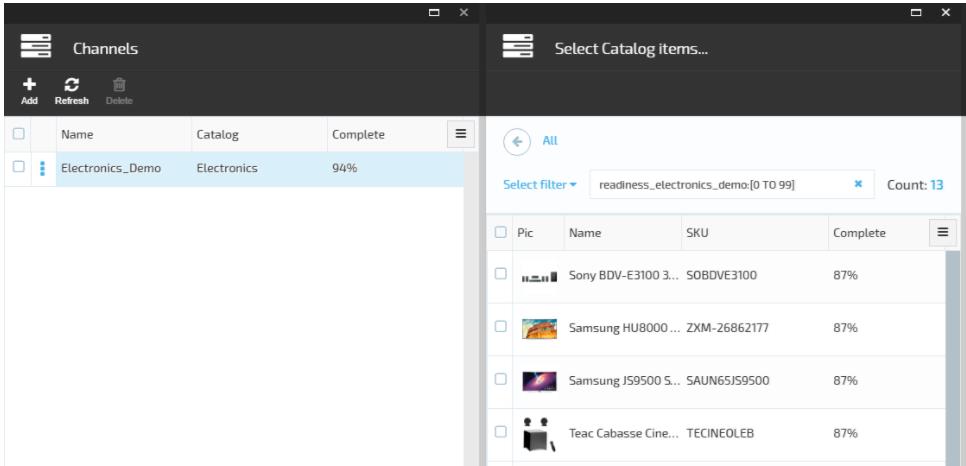 Channels
Add Refresh Delete
Name Catalog Complete
Electronics_Demo Electronics 94%
Select Catalog items...
All
Select filter readiness_electronics_demo:[0 TO 99] Count: 13
Pic Name SKU Complete
Sony BDV-E3100 3... SOBDVE3100 87%
Samsung HU8000 ... ZXM-26862177 87%
Samsung JS9500 S... SAUN65JS9500 87%
Teac Cabasse Cine... TECINEOLEB 87%